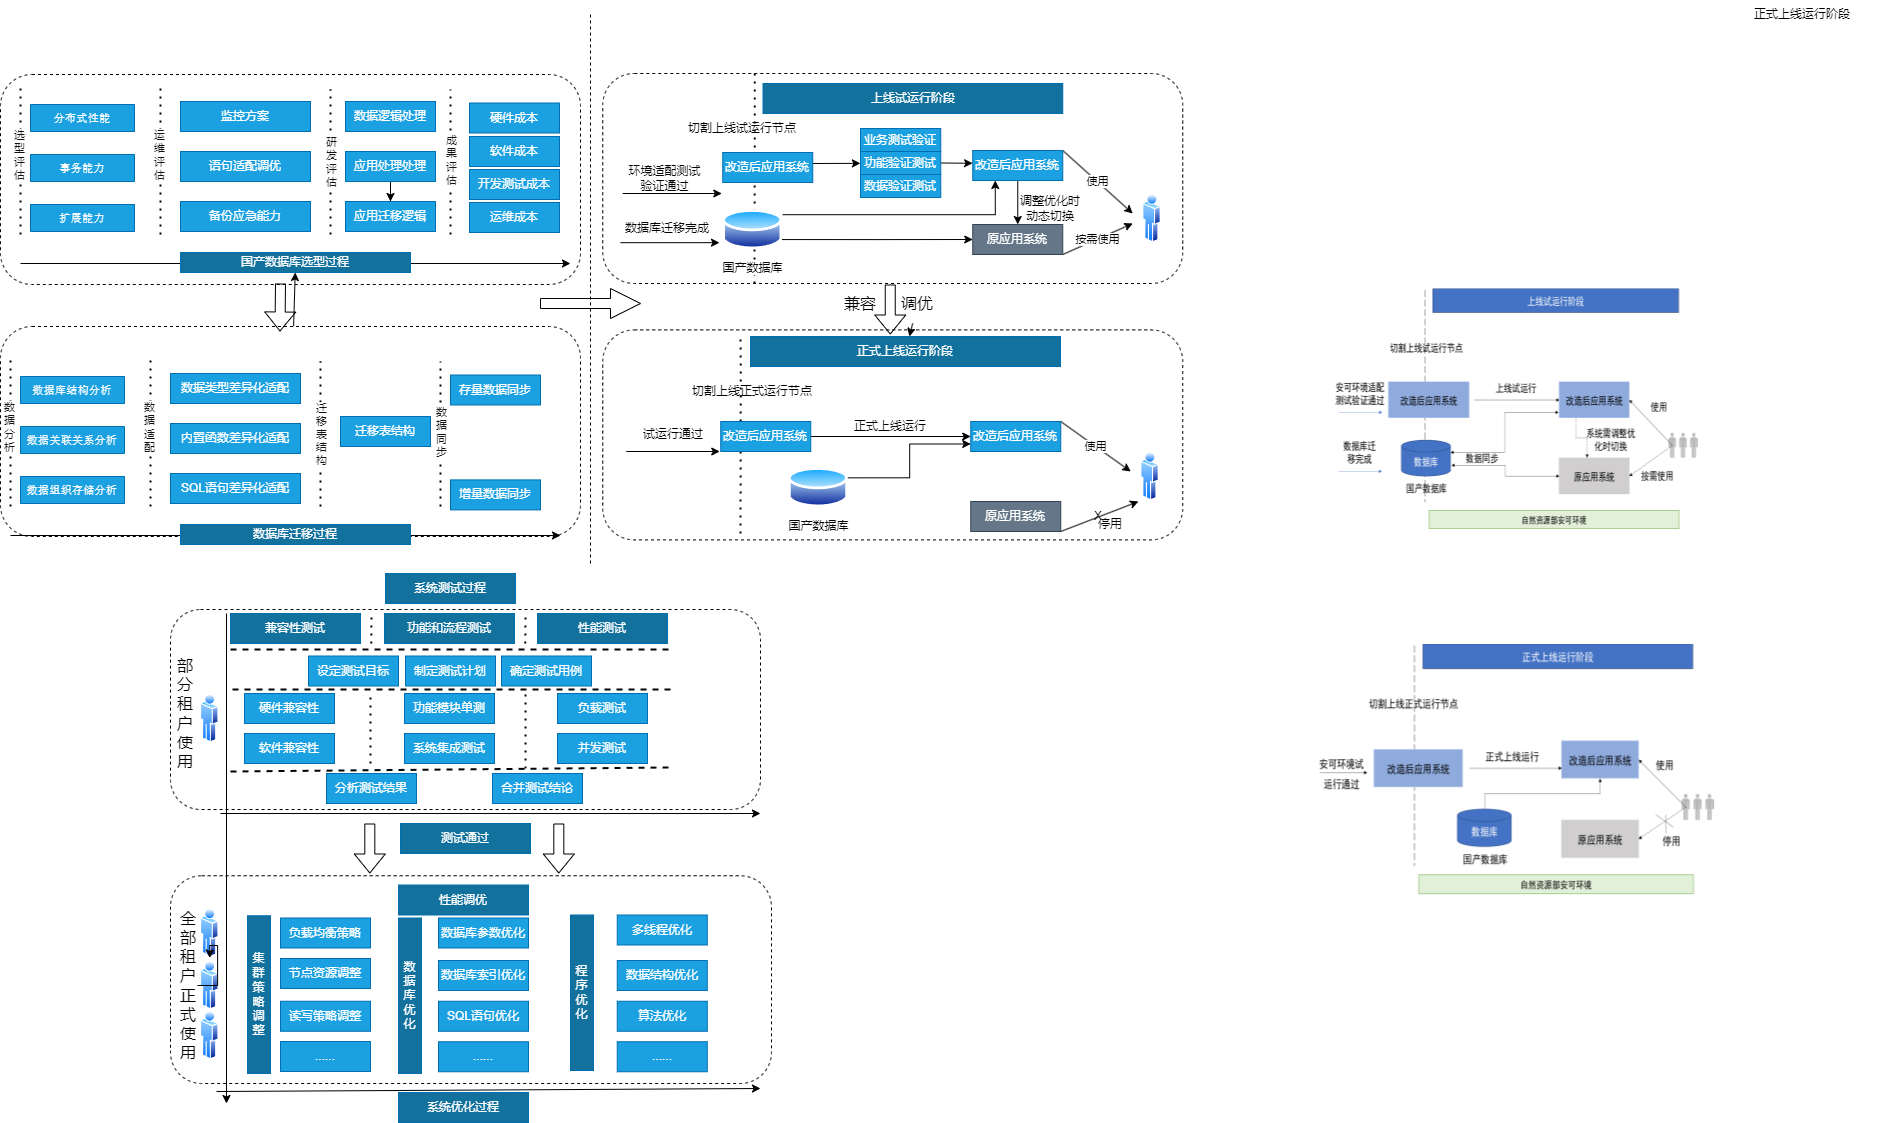 正式上线运行阶段
选型评估
分布式性能
事务能力
扩展能力
运维评估
监控方案
语句适配调优
备份应急能力
研发评估
数据逻辑处理
应用处理处理
应用迁移逻辑
成果评估
硬件成本
软件成本
开发测试成本
运维成本
国产数据库选型过程
数据分析
数据库结构分析
数据关联关系分析
数据组织存储分析
数据适配
数据类型差异化适配
内置函数差异化适配
SQL语句差异化适配
迁移表结构
迁移表结构
数据同步
存量数据同步
增量数据同步
数据库迁移过程
上线试运行阶段
切割上线试运行节点
环境适配测试
验证通过
改造后应用系统
业务测试验证
功能验证测试
数据验证测试
改造后应用系统
使用
调整优化时
动态切换
数据库迁移完成
原应用系统
按需使用
国产数据库
兼容
调优
正式上线运行阶段
切割上线正式运行节点
试运行通过
改造后应用系统
正式上线运行
改造后应用系统
使用
国产数据库
原应用系统
X
停用
系统测试过程
兼容性测试
功能和流程测试
性能测试
部分租户使用
设定测试目标
制定测试计划
确定测试用例
硬件兼容性
功能模块单测
负载测试
软件兼容性
系统集成测试
并发测试
分析测试结果
合并测试结论
测试通过
全部租户正式使用
性能调优
集群策略调整
负载均衡策略
节点资源调整
读写策略调整
......
数据库优化
数据库参数优化
数据库索引优化
SQL语句优化
......
程序优化
多线程优化
数据结构优化
算法优化
......
系统优化过程
上线试运行阶段
切割上线试运行节点
安可环境适配
测试验证通过
改造后应用系统
上线试运行
改造后应用系统
使用
系统需调整优
化时切换
数据库迁
移完成
数据库
数据同步
原应用系统
按需使用
国产数据库
自然资源部安可环境
正式上线运行阶段
切割上线正式运行节点
安可环境试
运行通过
改造后应用系统
正式上线运行
改造后应用系统
使用
数据库
国产数据库
原应用系统
停用
自然资源部安可环境